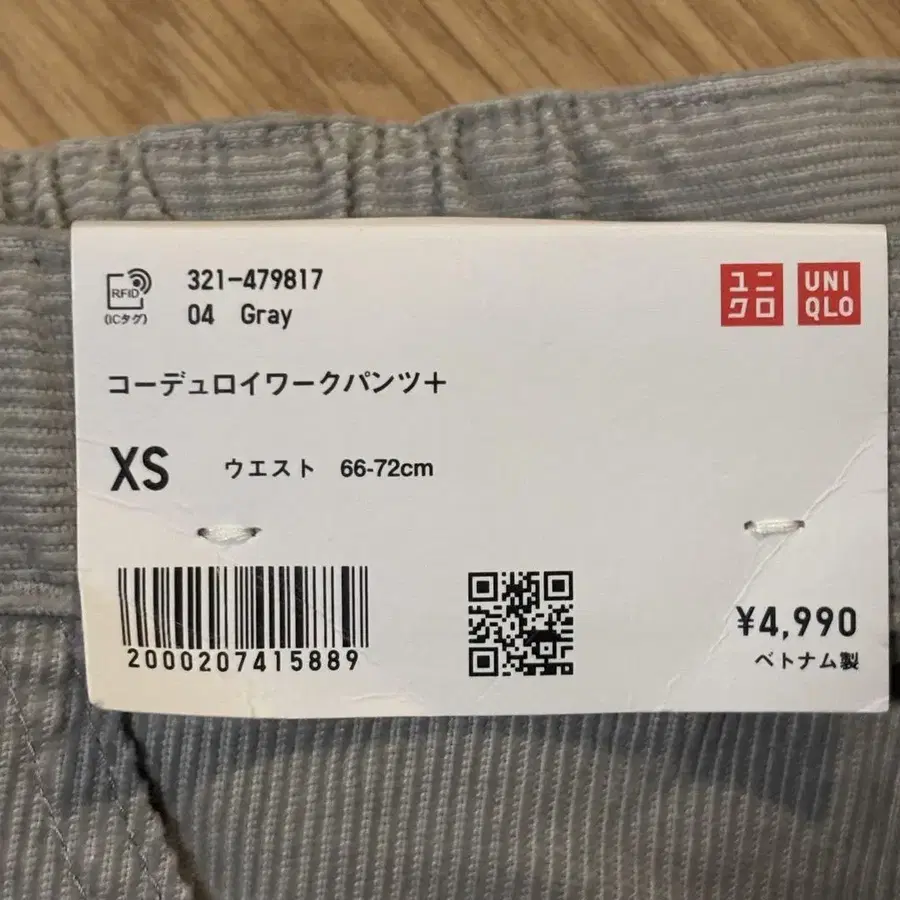 RFID
(ICタグ)
321-479817
04 Gray
ユニ
クロ
UNI
QLO
コーデュロイワークパンツ+
XS ウエスト 66-72cm
2000207415889
¥4,990
ベトナム製